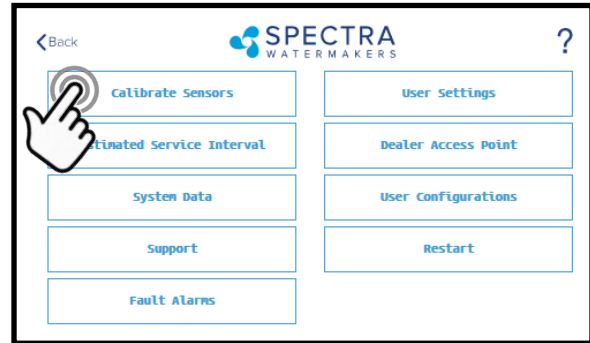 Back
SPECTRA
WATERMAKERS
?
Calibrate Sensors
User Settings
timated Service Interval
Dealer Access Point
System Data
User Configurations
Support
Restart
Fault Alarms